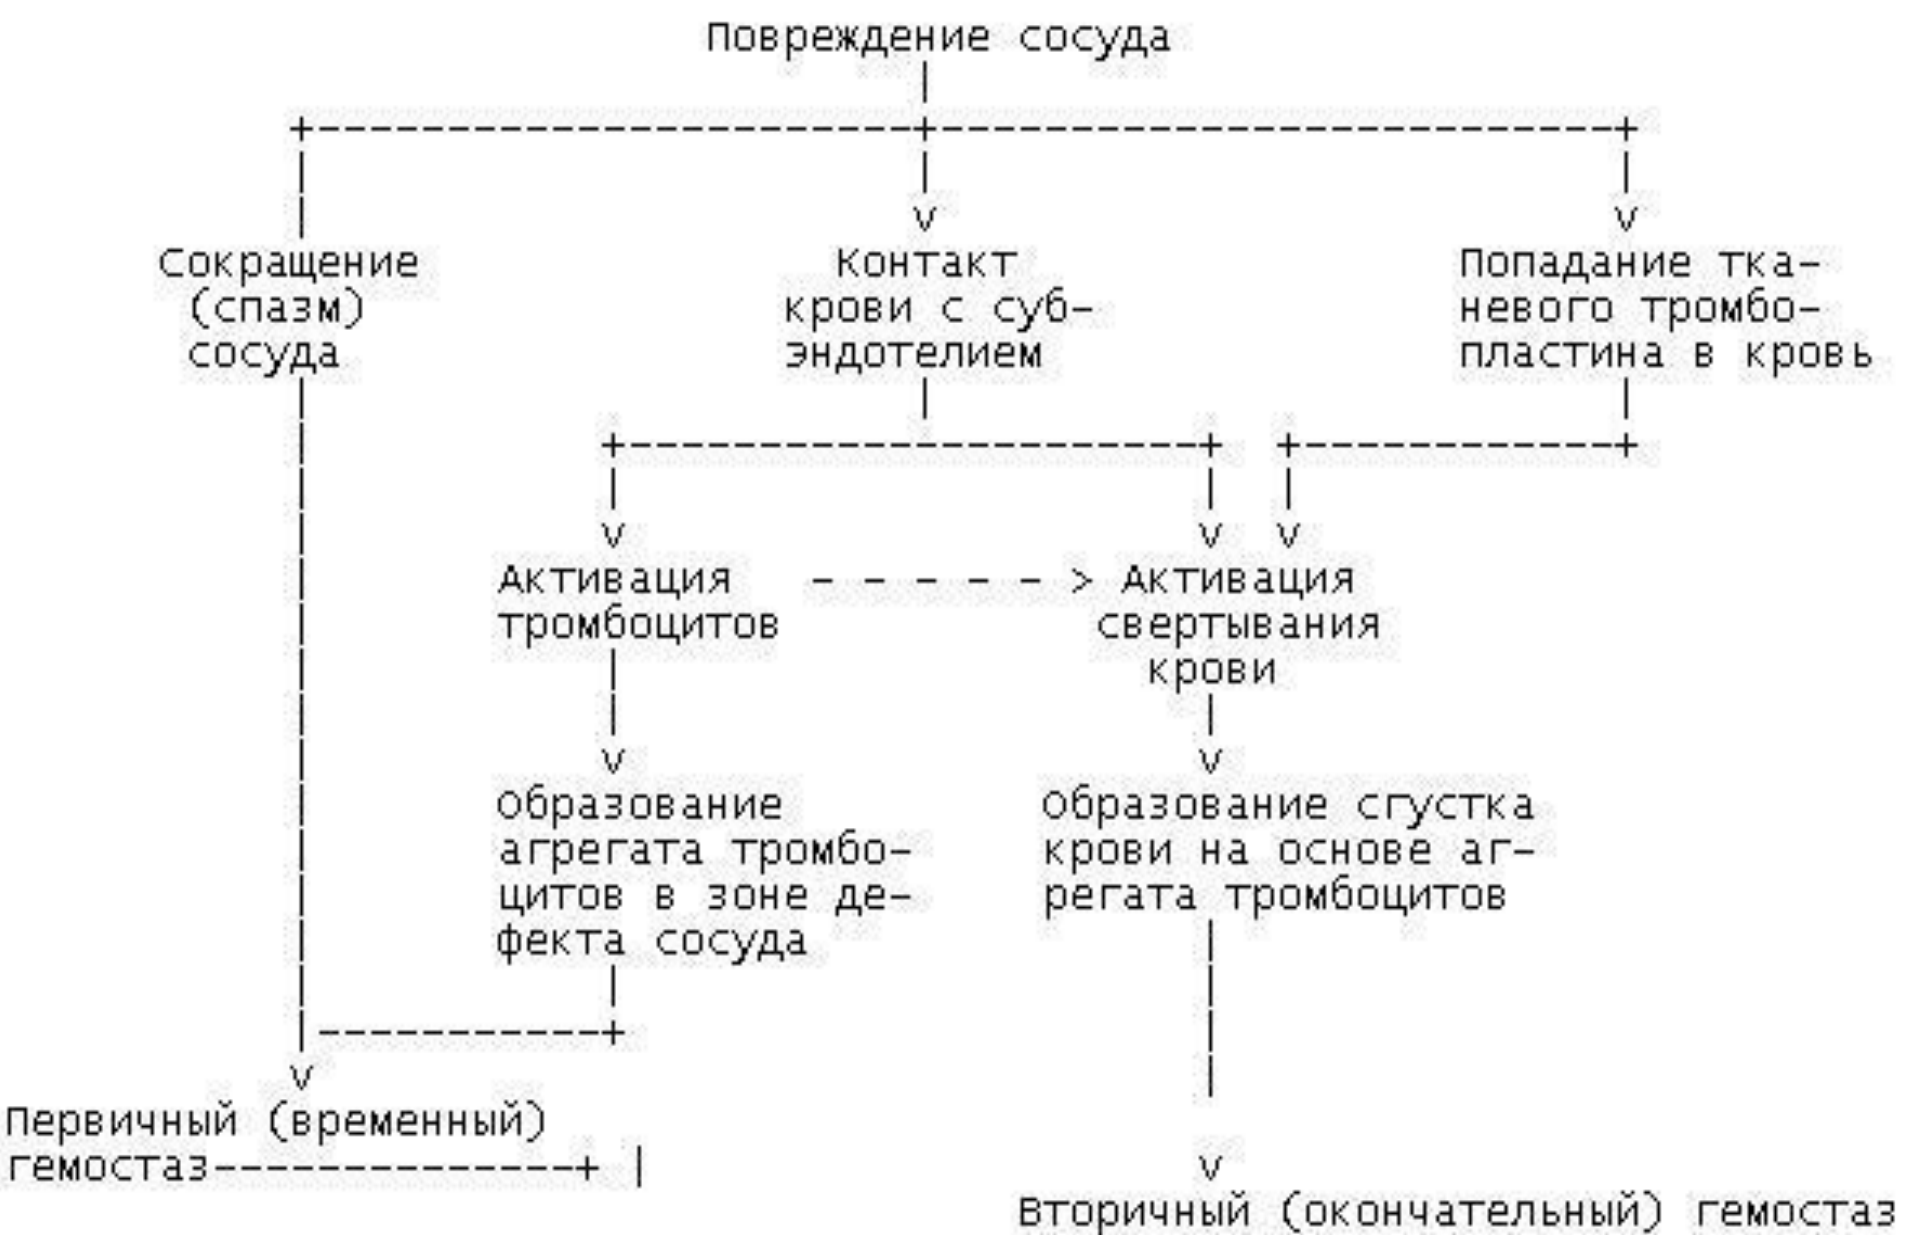 Повреждение сосуда
Сокращение
(спазм)
сосуда
Контакт
крови с суб-
эндотелием
Попадание тка-
невого тромбо-
пластина в кровь
Активация
тромбоцитов
Активация
свертывания
крови
Образование
агрегата тромбо-
цитов в зоне де-
фекта сосуда
Образование сгустка
крови на основе аг-
регата тромбоцитов
Первичный (временный)
гемостаз
Вторичный (окончательный) гемостаз